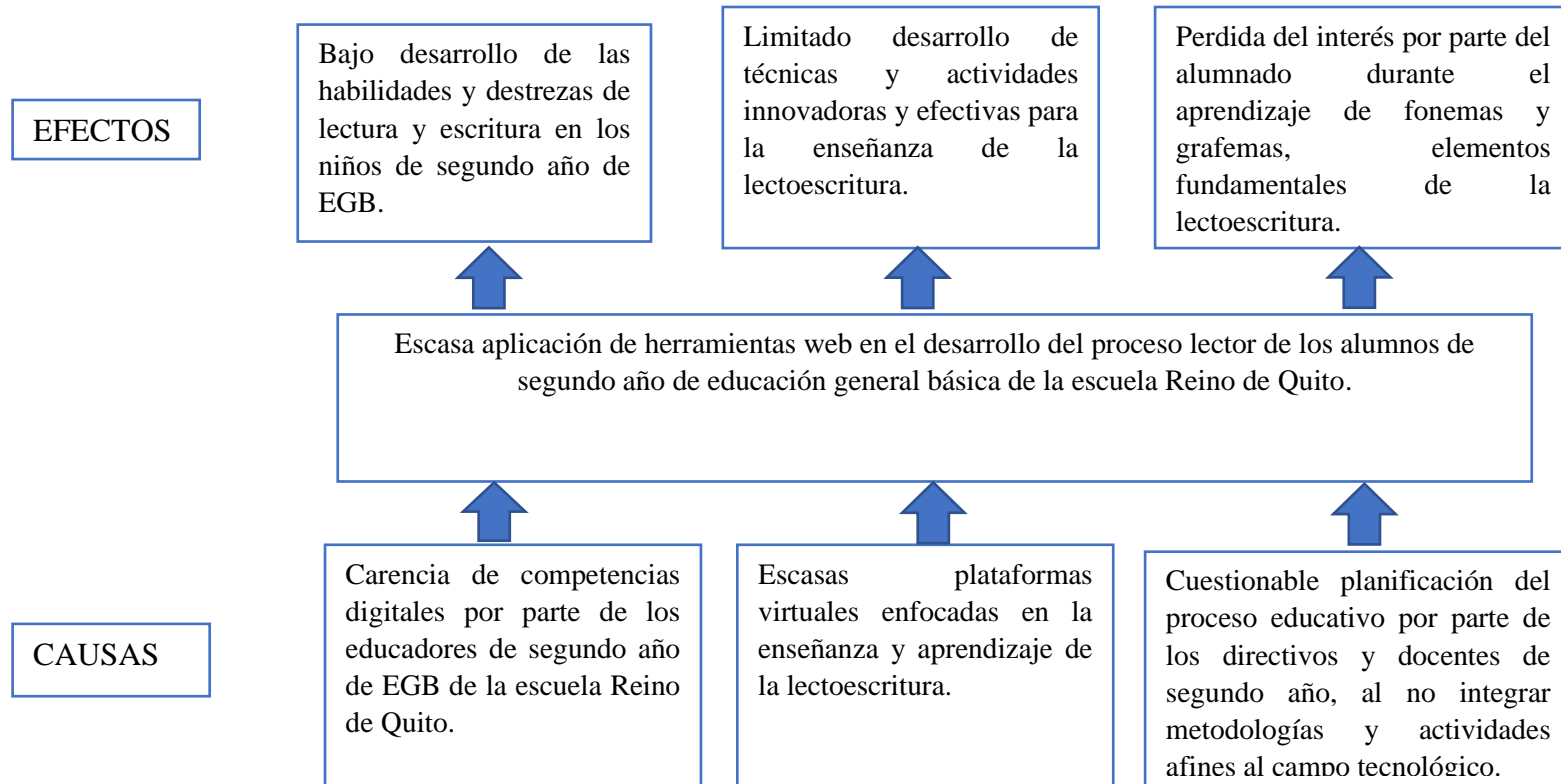 EFECTOS
Bajo desarrollo de las
habilidades y destrezas de
lectura y escritura en los
niños de segundo año de
EGB.
Limitado desarrollo de
técnicas y actividades
innovadoras y efectivas para
la enseñanza de la
lectoescritura.
Perdida del interés por parte del
alumnado durante el
aprendizaje de fonemas y
grafemas, elementos
fundamentales de la
lectoescritura.
Escasa aplicación de herramientas web en el desarrollo del proceso lector de los alumnos de
segundo año de educación general básica de la escuela Reino de Quito.
CAUSAS
Carencia de competencias
digitales por parte de los
educadores de segundo año
de EGB de la escuela Reino
de Quito.
Escasas plataformas
virtuales enfocadas en la
enseñanza y aprendizaje de
la lectoescritura.
Cuestionable planificación del
proceso educativo por parte de
los directivos y docentes de
segundo año, al no integrar
metodologías y actividades
afines al campo tecnológico.